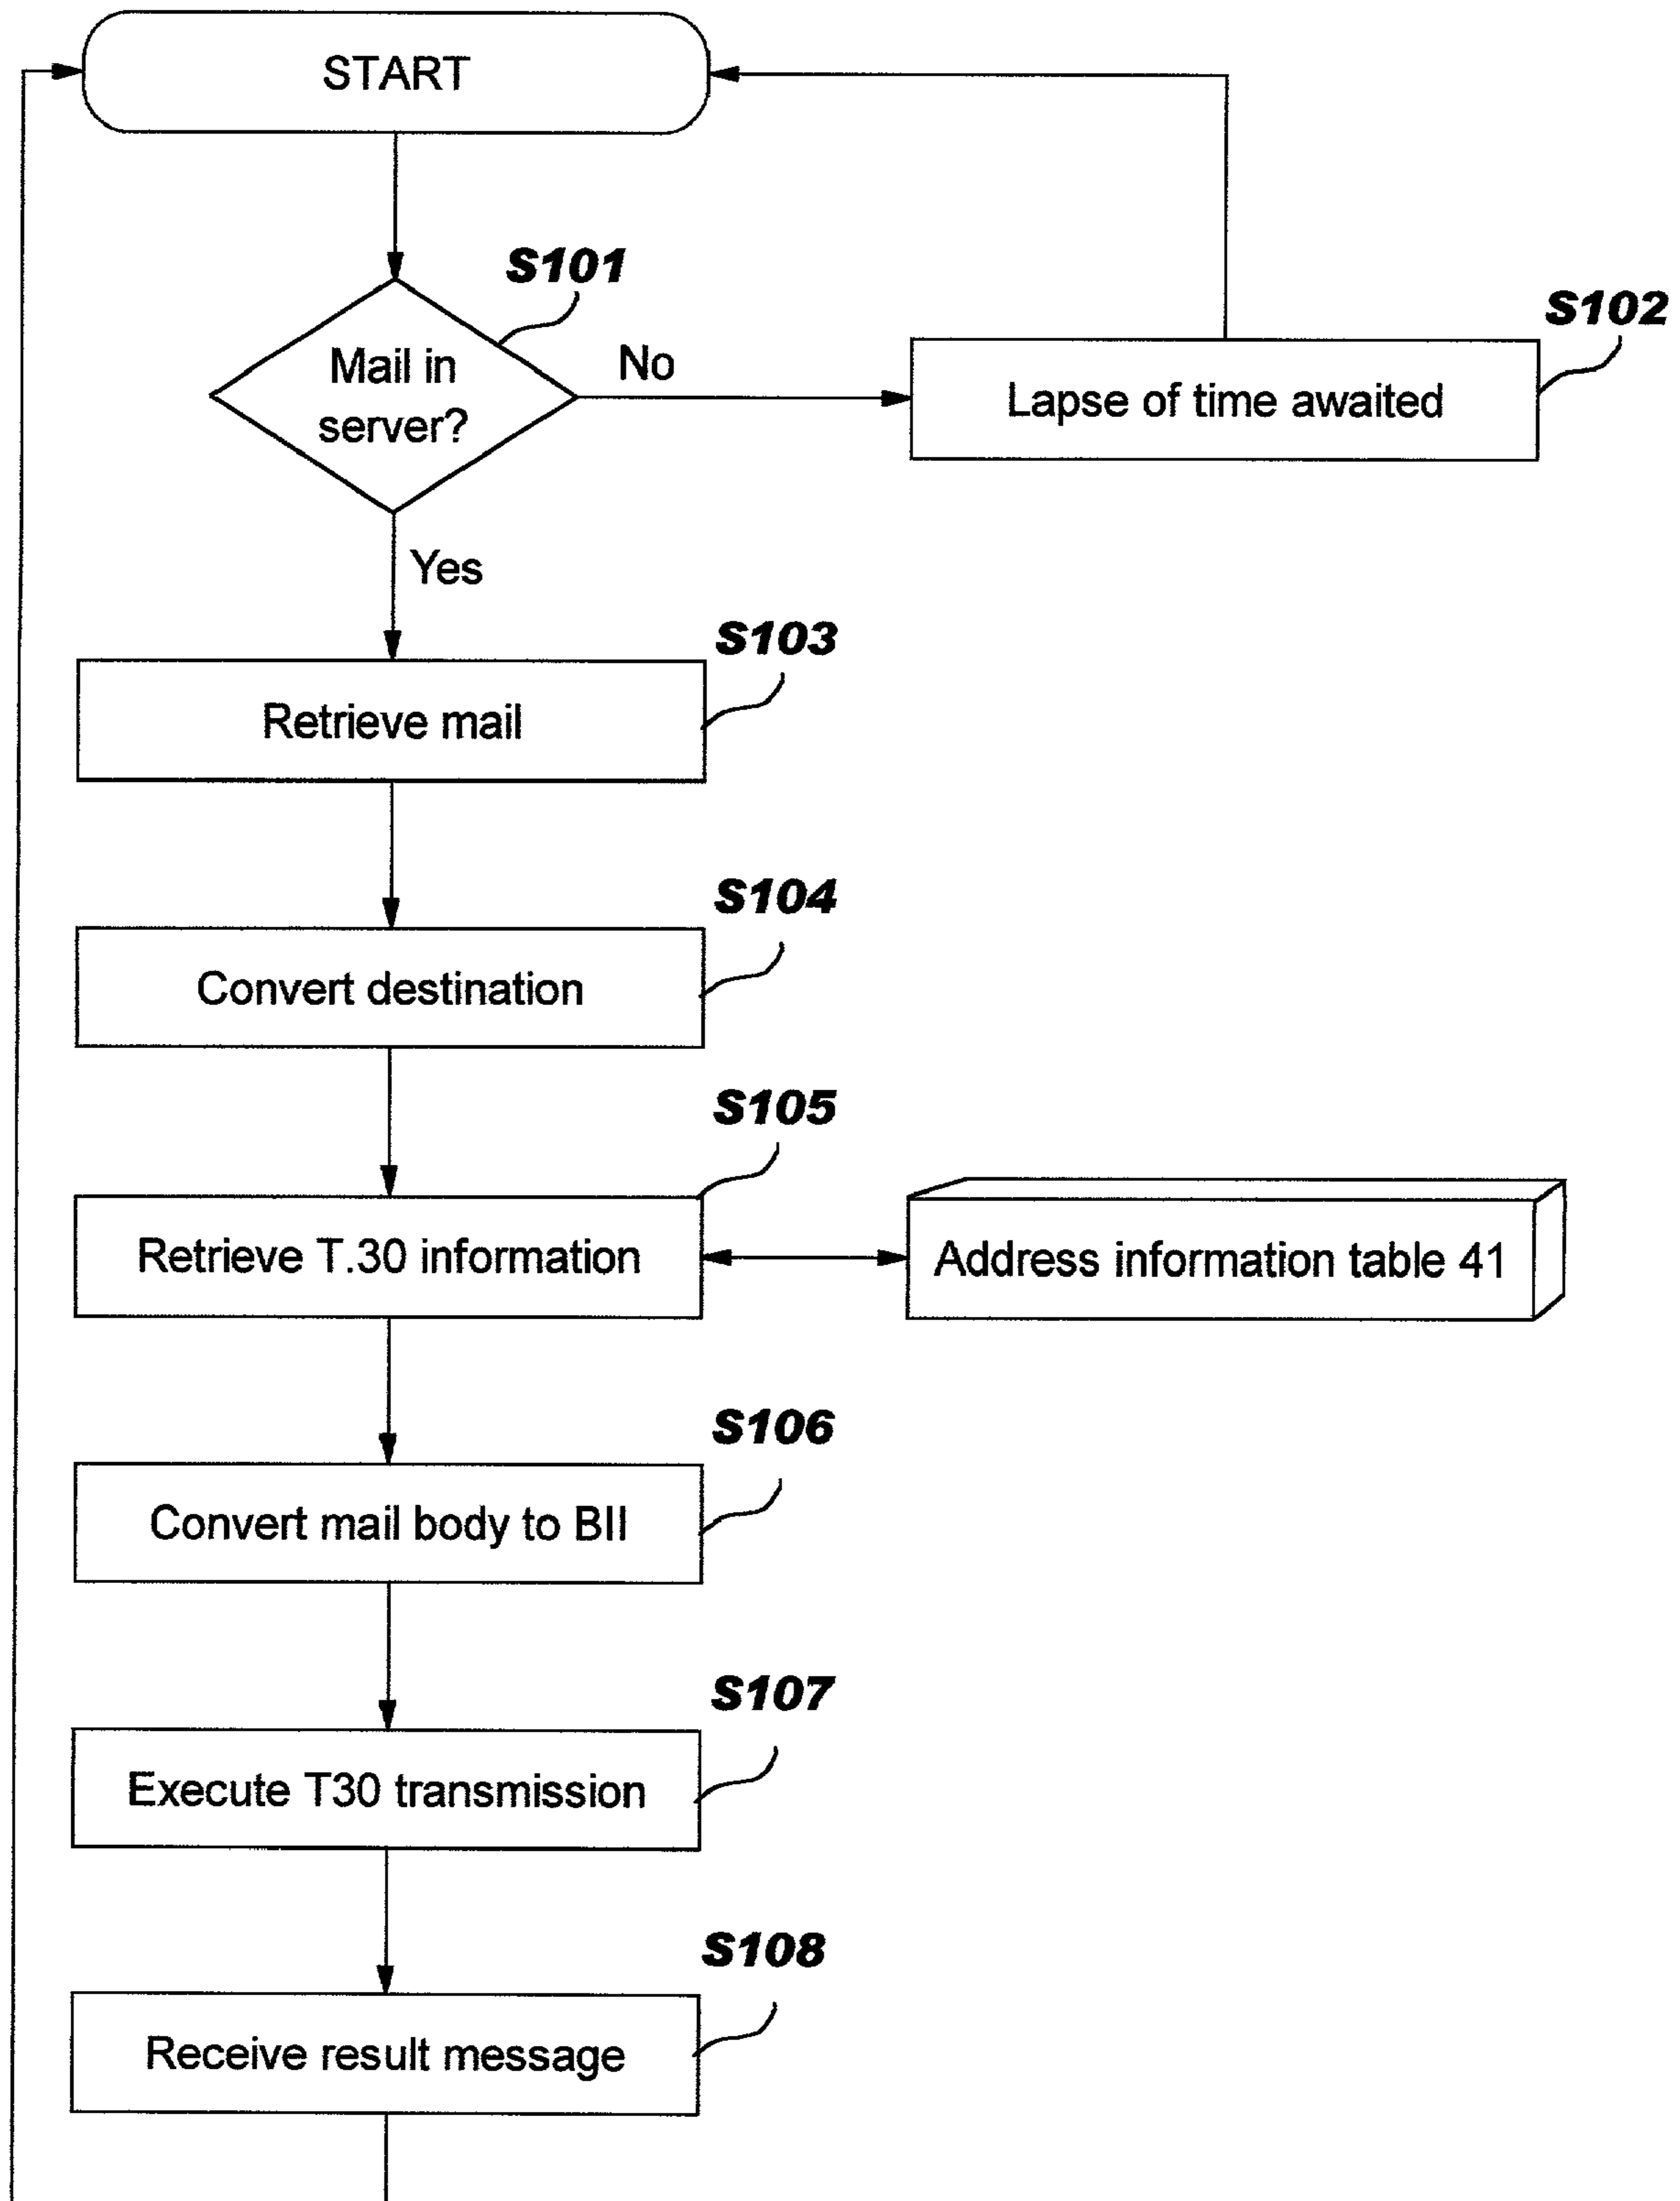 START
S101
Mail in
server?
No
S102
Lapse of time awaited
Yes
S103
Retrieve mail
S104
Convert destination
S105
Retrieve T.30 information
Address information table 41
S106
Convert mail body to BII
S107
Execute T30 transmission
S108
Receive result message